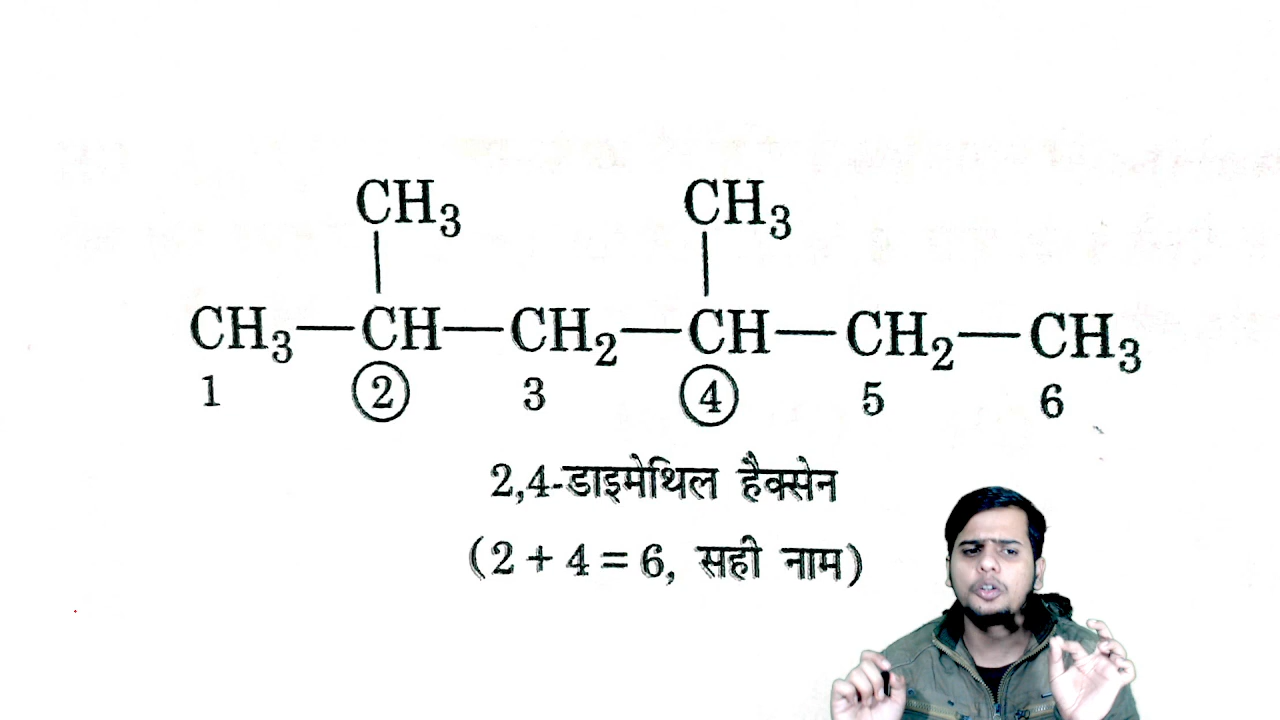 CH₃ CH₃
CH₃—CH—CH₂—CH—CH₂—CH₃
1 2 3 4 5 6
2,4-डाइमेथिल हैक्सेन
(2 + 4 = 6, सही नाम)